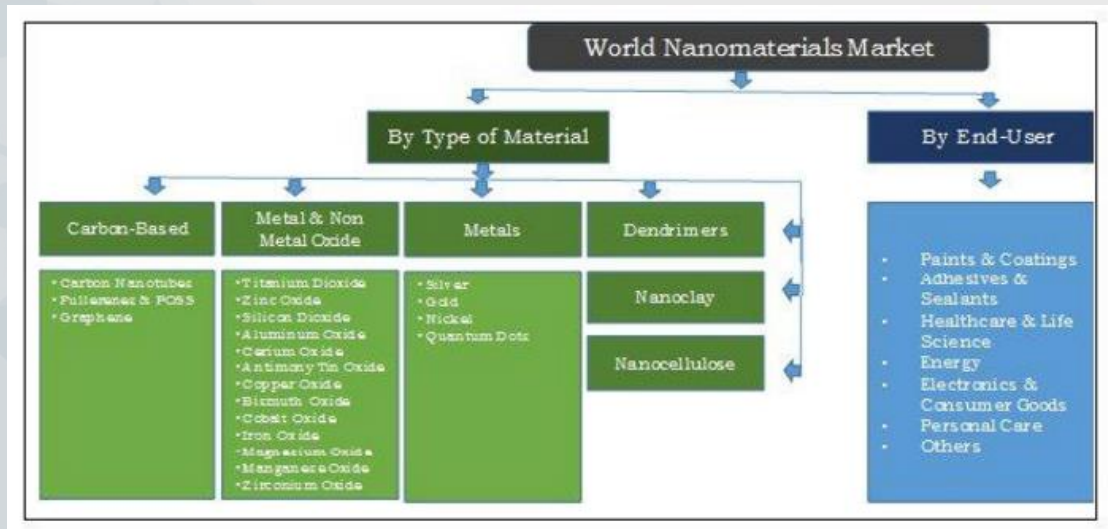 World Nanomaterials Market
By Type of Material
By End-User
Carbon-Based
Metal & Non
Metal Oxide
Metals
Dendrimers
• Carbon Nanotubes
• Fullerenes & POSS
• Graphene
• Titanium Dioxide
• Zinc Oxide
• Silicon Dioxide
• Aluminum Oxide
• Cerium Oxide
• Antimony Tin Oxide
• Copper Oxide
• Bizmuth Oxide
• Cobalt Oxide
• Iron Oxide
• Magnesium Oxide
• Manganese Oxide
• Zirconium Oxide
• Silver
• Gold
• Nickel
• Quantum Dots
Nanoclay
Nanocellulose
• Paints & Coatings
• Adhesives &
Sealants
• Healthcare & Life
Science
• Energy
• Electronics &
Consumer Goods
• Personal Care
• Others